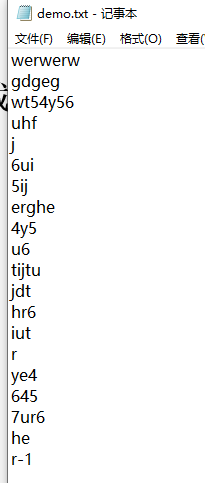 demo.txt - 记事本
文件(F) 编辑(E) 格式(O) 查看
werwerw
gdgeg
wt54y56
uhf
j
6ui
5ij
erghe
4y5
u6
tijtu
jdt
hr6
iut
r
ye4
645
7ur6
he
r-1